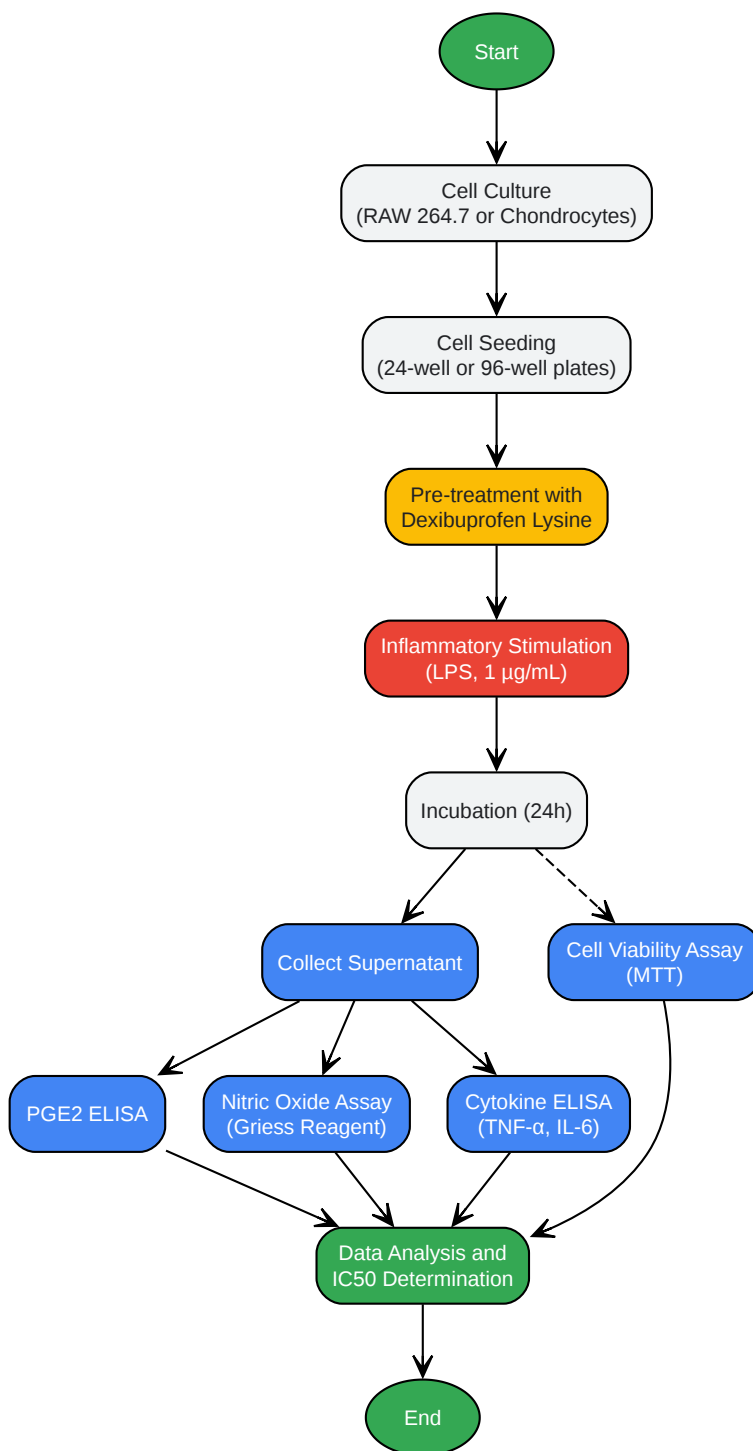 Start
Cell Culture
(RAW 264.7 or Chondrocytes)
Cell Seeding
(24-well or 96-well plates)
Pre-treatment with
Dexibuprofen Lysine
Inflammatory Stimulation
(LPS, 1 µg/mL)
Incubation (24h)
Collect Supernatant
Cell Viability Assay
(MTT)
PGE2 ELISA
Nitric Oxide Assay
(Griess Reagent)
Cytokine ELISA
(TNF-α, IL-6)
Data Analysis and
IC50 Determination
End